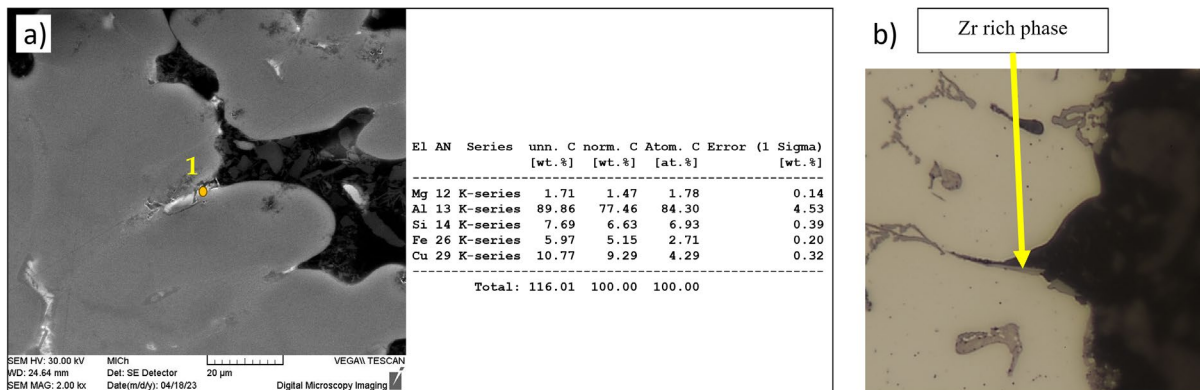 a)
1
SEM HV: 30.00 kV MICh VEGA\\ TESCAN
WD: 24.64 mm Det: SE Detector 20 µm
SEM MAG: 2.00 kx Date(m/d/y): 04/18/23 Digital Microscopy Imaging
El AN Series unn. C norm. C Atom. C Error (1 Sigma)
[wt.%] [wt.%] [at.%] [wt.%]
Mg 12 K-series 1.71 1.47 1.78 0.14
Al 13 K-series 89.86 77.46 84.30 4.53
Si 14 K-series 7.69 6.63 6.93 0.39
Fe 26 K-series 5.97 5.15 2.71 0.20
Cu 29 K-series 10.77 9.29 4.29 0.32
Total: 116.01 100.00 100.00
b)
Zr rich phase